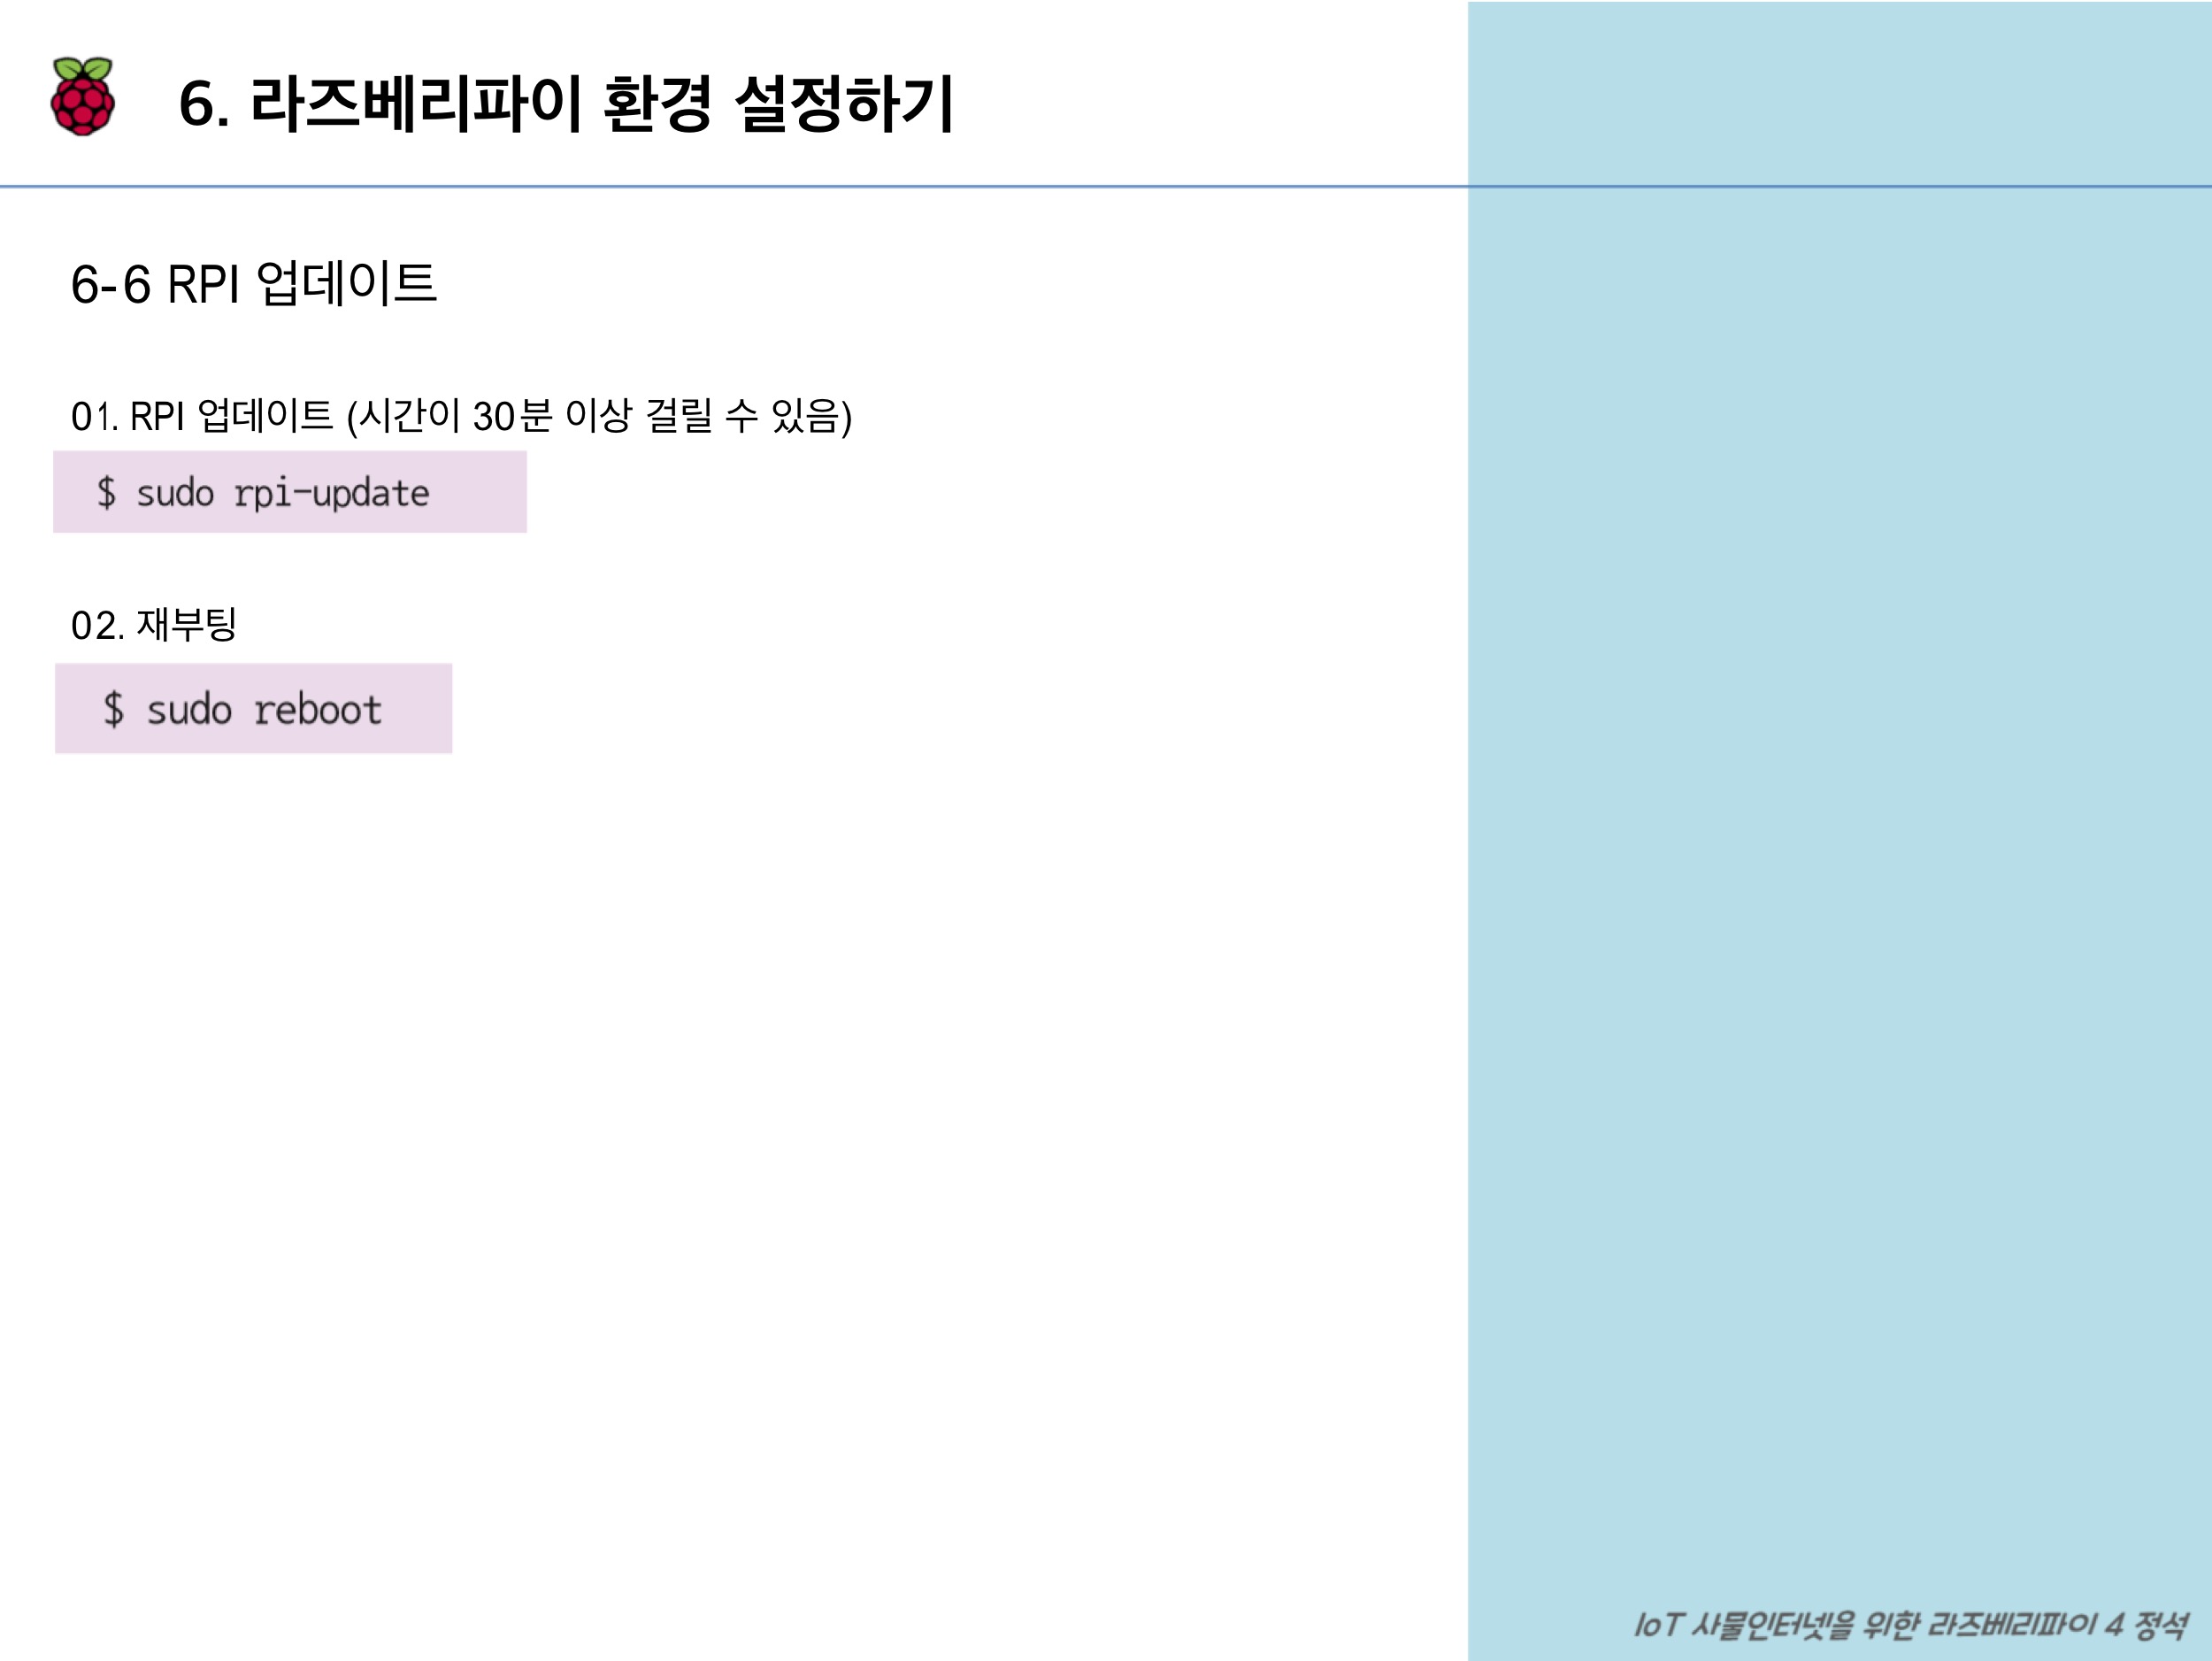 6. 라즈베리파이 환경 설정하기
6-6 RPI 업데이트
01. RPI 업데이트 (시간이 30분 이상 걸릴 수 있음)
$ sudo rpi-update
02. 재부팅
$ sudo reboot
IoT 사물인터넷을 위한 라즈베리파이 4 정석